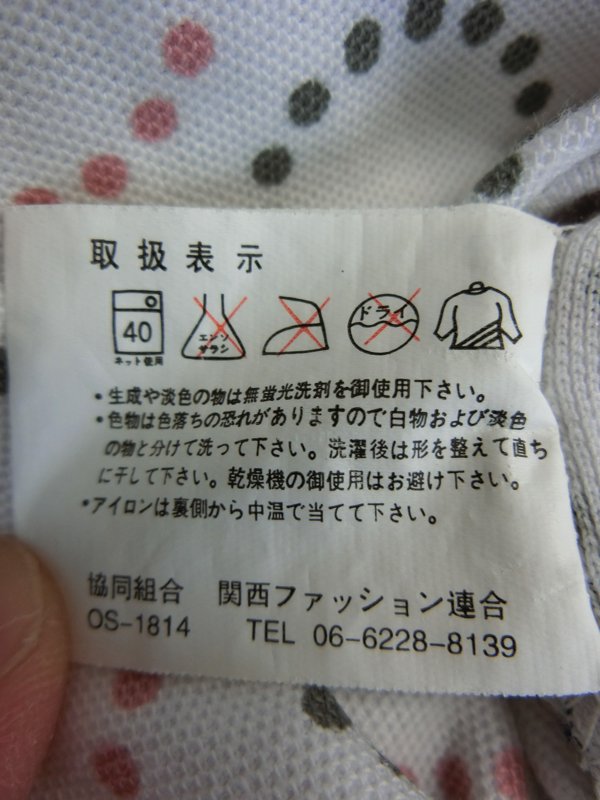 取扱表示
40
ネット使用
エンソ
サラシ
ドライ
・生成や淡色の物は無蛍光洗剤を御使用下さい。
・色物は色落ちの恐れがありますので白物および淡色
の物と分けて洗って下さい。洗濯後は形を整えて直ち
に干して下さい。乾燥機の御使用はお避け下さい。
・アイロンは裏側から中温で当てて下さい。
協同組合 関西ファッション連合
OS-1814 TEL 06-6228-8139